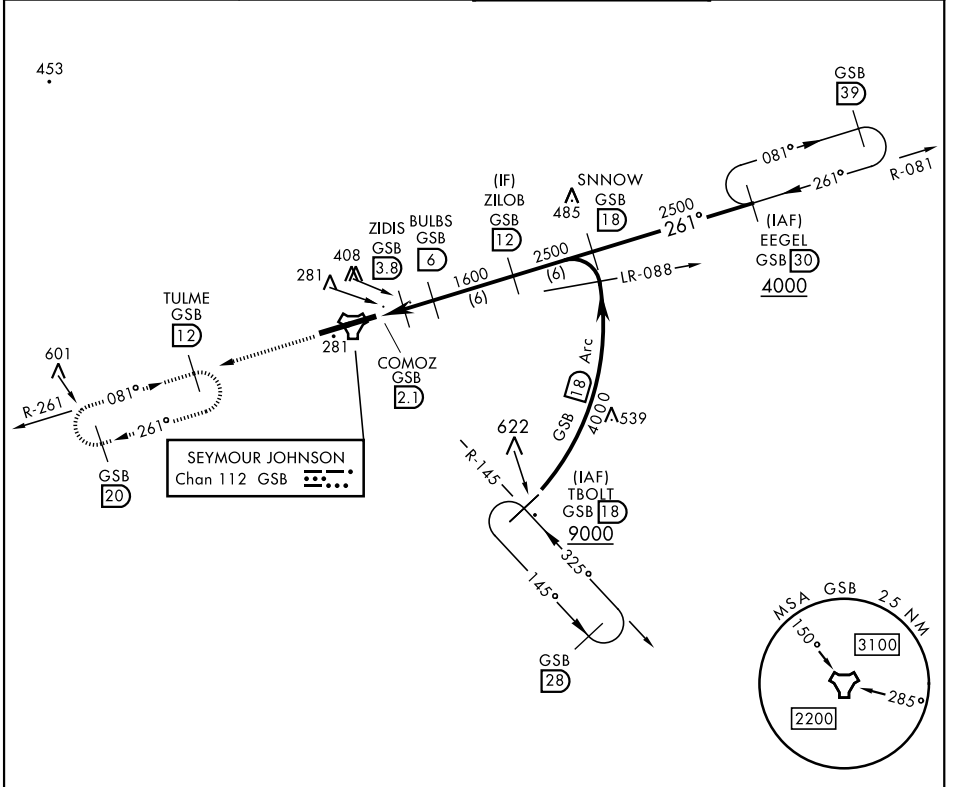 453
GSB
39
081°
261°
R-081
(IAF)
EEGEL
GSB 30
4000
2500
261°
SNNOW
GSB
18
485
(IF)
ZILOB
GSB
12
2500
(6)
LR-088
BULBS
GSB
6
1600
(6)
ZIDIS
GSB
3.8
408
281
281
COMOZ
GSB
2.1
TULME
GSB
12
601
R-261
081°
261°
GSB
20
SEYMOUR JOHNSON
Chan 112 GSB
GSB 18 Arc
4000
539
622
R-145
(IAF)
TBOLT
GSB 18
9000
325°
145°
GSB
28
MSA GSB 25 NM
150°
3100
285°
2200